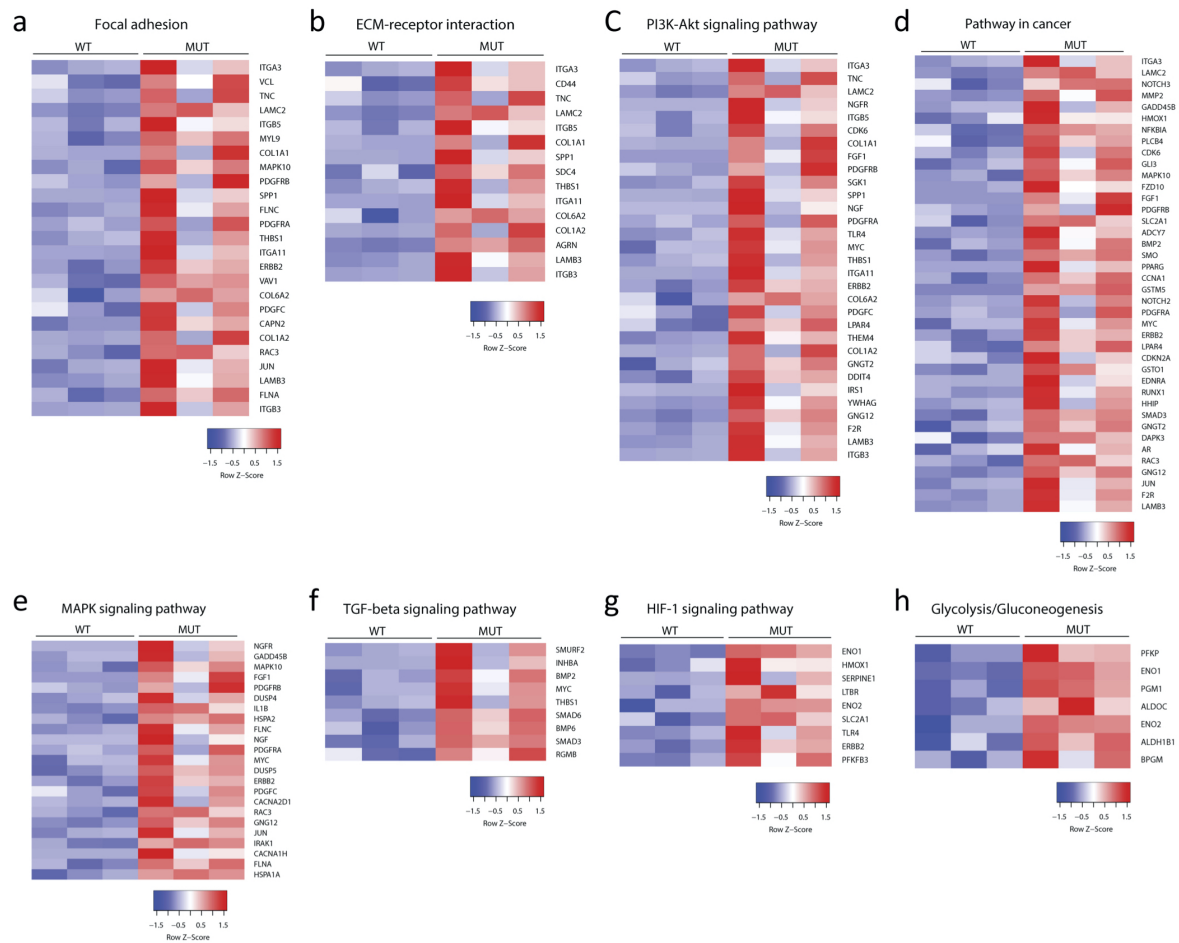 a
Focal adhesion
WT
MUT
ITGA3
VCL
TNC
LAMC2
ITGB5
MYL9
COL1A1
MAPK10
PDGFRB
SPP1
FLNC
PDGFRA
THBS1
ITGA11
ERBB2
VAV1
COL6A2
PDGFC
CAPN2
COL1A2
RAC3
JUN
LAMB3
FLNA
ITGB3
−1.5 −0.5 0.5 1.5
Row Z−Score
b
ECM-receptor interaction
WT
MUT
ITGA3
CD44
TNC
LAMC2
ITGB5
COL1A1
SPP1
SDC4
THBS1
ITGA11
COL6A2
COL1A2
AGRN
LAMB3
ITGB3
−1.5 −0.5 0.5 1.5
Row Z−Score
C
PI3K-Akt signaling pathway
WT
MUT
ITGA3
TNC
LAMC2
NGFR
ITGB5
CDK6
COL1A1
FGF1
PDGFRB
SGK1
SPP1
NGF
PDGFRA
TLR4
MYC
THBS1
ITGA11
ERBB2
COL6A2
PDGFC
LPAR4
THEM4
COL1A2
GNGT2
DDIT4
IRS1
YWHAG
GNG12
F2R
LAMB3
ITGB3
−1.5 −0.5 0.5 1.5
Row Z−Score
d
Pathway in cancer
WT
MUT
ITGA3
LAMC2
NOTCH3
MMP2
GADD45B
HMOX1
NFKBIA
PLCB4
CDK6
GLI3
MAPK10
FZD10
FGF1
PDGFRB
SLC2A1
ADCY7
BMP2
SMO
PPARG
CCNA1
GSTM5
NOTCH2
PDGFRA
MYC
ERBB2
LPAR4
CDKN2A
GSTO1
EDNRA
RUNX1
HHIP
SMAD3
GNGT2
DAPK3
AR
RAC3
GNG12
JUN
F2R
LAMB3
−1.5 −0.5 0.5 1.5
Row Z−Score
e
MAPK signaling pathway
WT
MUT
NGFR
GADD45B
MAPK10
FGF1
PDGFRB
DUSP4
IL1B
HSPA2
FLNC
NGF
PDGFRA
MYC
DUSP5
ERBB2
PDGFC
CACNA2D1
RAC3
GNG12
JUN
IRAK1
CACNA1H
FLNA
HSPA1A
−1.5 −0.5 0.5 1.5
Row Z−Score
f
TGF-beta signaling pathway
WT
MUT
SMURF2
INHBA
BMP2
MYC
THBS1
SMAD6
BMP6
SMAD3
RGMB
−1.5 −0.5 0.5 1.5
Row Z−Score
g
HIF-1 signaling pathway
WT
MUT
ENO1
HMOX1
SERPINE1
LTBR
ENO2
SLC2A1
TLR4
ERBB2
PFKFB3
−1.5 −0.5 0.5 1.5
Row Z−Score
h
Glycolysis/Gluconeogenesis
WT
MUT
PFKP
ENO1
PGM1
ALDOC
ENO2
ALDH1B1
BPGM
−1.5 −0.5 0.5 1.5
Row Z−Score